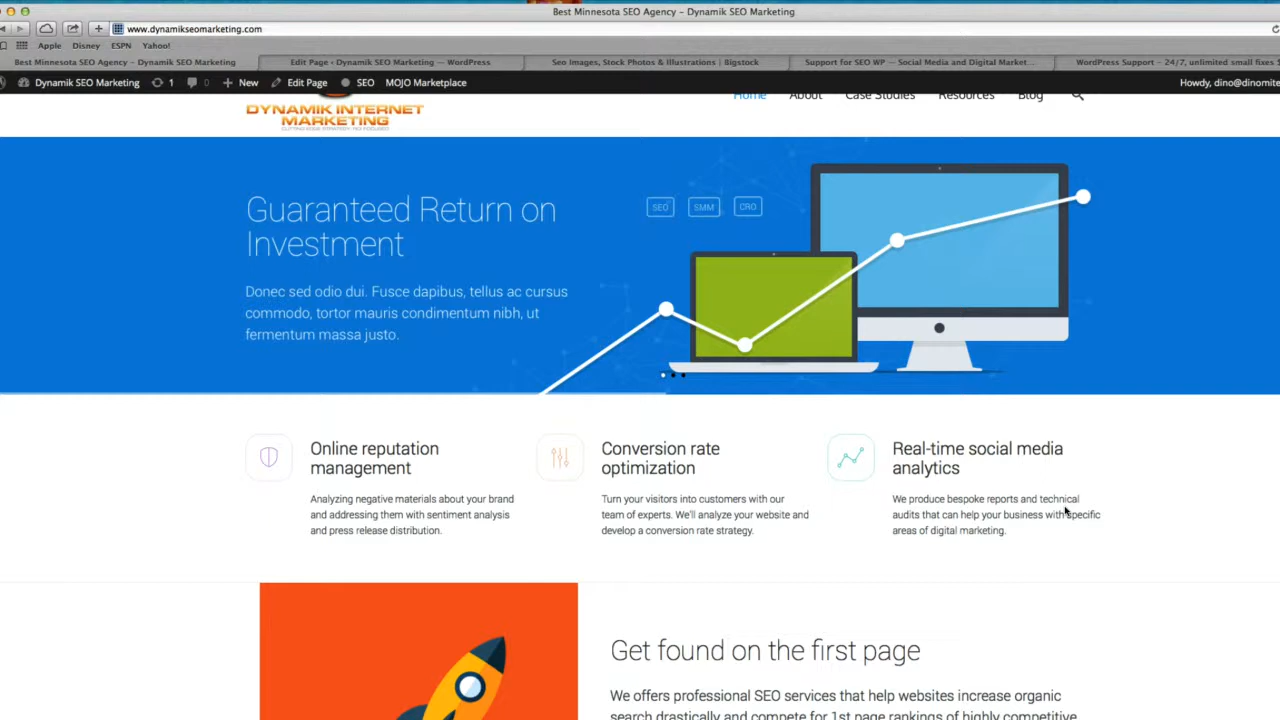 Best Minnesota SEO Agency – Dynamik SEO Marketing
www.dynamikseomarketing.com
Apple Disney ESPN Yahoo!
Best Minnesota SEO Agency – Dynamik SEO Marketing Edit Page ‹ Dynamik SEO Marketing — WordPress Seo Images, Stock Photos & Illustrations | Bigstock Support for SEO WP — Social Media and Digital Market... WordPress Support – 24/7, unlimited small fixes $
Dynamik SEO Marketing 1 0 + New Edit Page SEO MOJO Marketplace Howdy, dino@dinomite
Home About Case Studies Resources Blog
DYNAMIK INTERNET
MARKETING
CUTTING EDGE STRATEGY, ROI FOCUSED
Guaranteed Return on
Investment
SEO SMM CRO
Donec sed odio dui. Fusce dapibus, tellus ac cursus
commodo, tortor mauris condimentum nibh, ut
fermentum massa justo.
Online reputation
management
Analyzing negative materials about your brand
and addressing them with sentiment analysis
and press release distribution.
Conversion rate
optimization
Turn your visitors into customers with our
team of experts. We'll analyze your website and
develop a conversion rate strategy.
Real-time social media
analytics
We produce bespoke reports and technical
audits that can help your business with specific
areas of digital marketing.
Get found on the first page
We offers professional SEO services that help websites increase organic
search drastically and compete for 1st page rankings of highly competitive